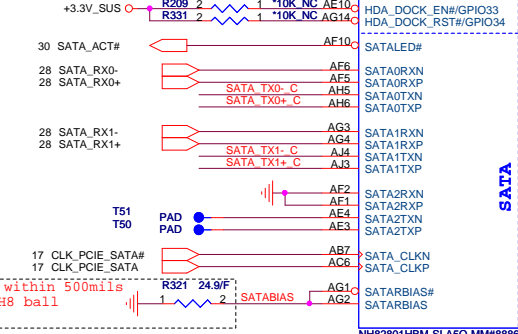 +3.3V_SUS R209 2 1 *10K_NC AE10 HDA_DOCK_EN#/GPIO33
R331 2 1 *10K_NC AG14 HDA_DOCK_RST#/GPIO34
30 SATA_ACT# AF10 SATALED#
28 SATA_RX0- AF6 SATA0RXN
28 SATA_RX0+ AF5 SATA0RXP
SATA_TX0-_C AH5 SATA0TXN
SATA_TX0+_C AH6 SATA0TXP
28 SATA_RX1- AG3 SATA1RXN
28 SATA_RX1+ AG4 SATA1RXP
SATA_TX1-_C AJ4 SATA1TXN
SATA_TX1+_C AJ3 SATA1TXP
SATA
AF2 SATA2RXN
AF1 SATA2RXP
T51 PAD AE4 SATA2TXN
T50 PAD AE3 SATA2TXP
17 CLK_PCIE_SATA# AB7 SATA_CLKN
17 CLK_PCIE_SATA AC6 SATA_CLKP
within 500mils R321 24.9/F AG1 SATARBIAS#
H8 ball 1 2 SATABIAS AG2 SATARBIAS